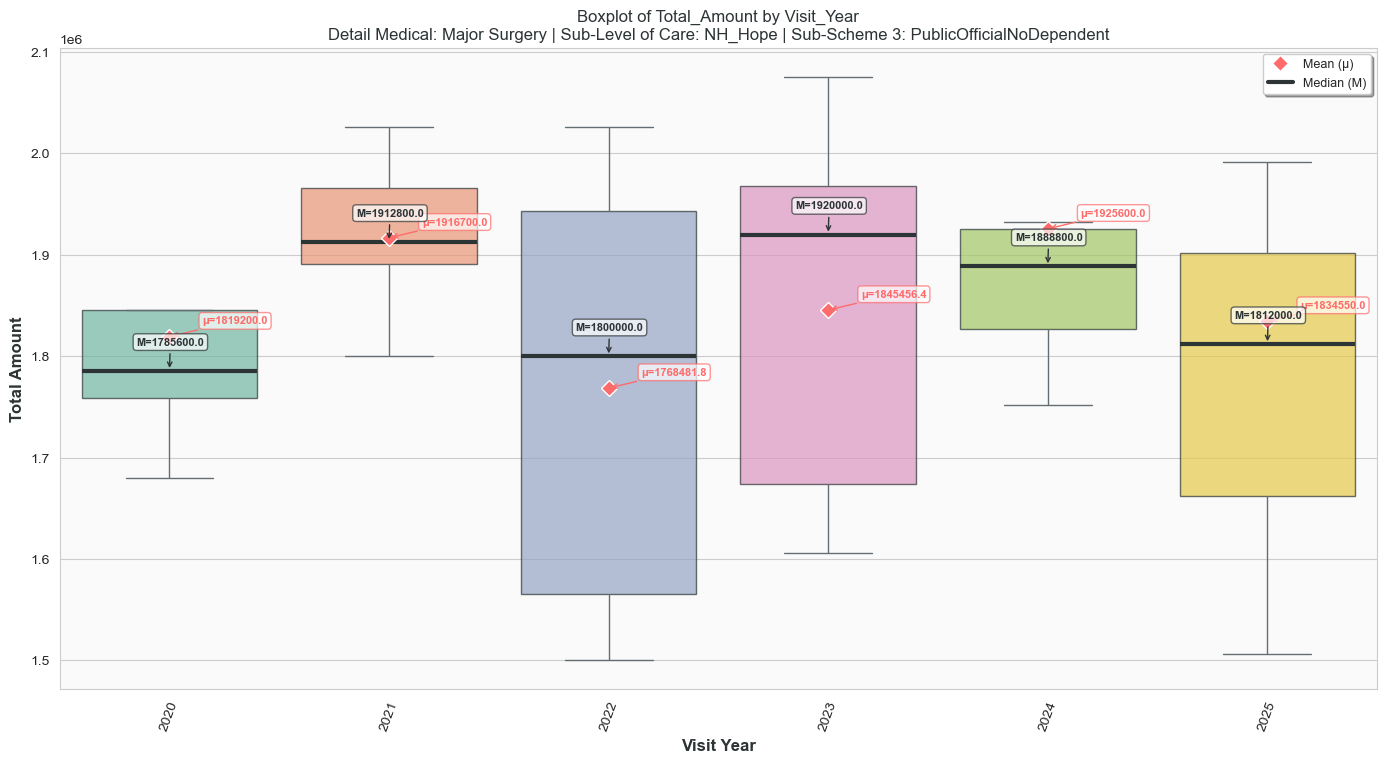 Boxplot of Total_Amount by Visit_Year
Detail Medical: Major Surgery | Sub-Level of Care: NH_Hope | Sub-Scheme 3: PublicOfficialNoDependent
1e6
2.1
2.0
1.9
1.8
1.7
1.6
1.5
Total Amount
Mean (μ)
Median (M)
μ=1819200.0
M=1785600.0
M=1912800.0
μ=1916700.0
M=1800000.0
μ=1768481.8
M=1920000.0
μ=1845456.4
μ=1925600.0
M=1888800.0
μ=1834550.0
M=1812000.0
2020
2021
2022
2023
2024
2025
Visit Year